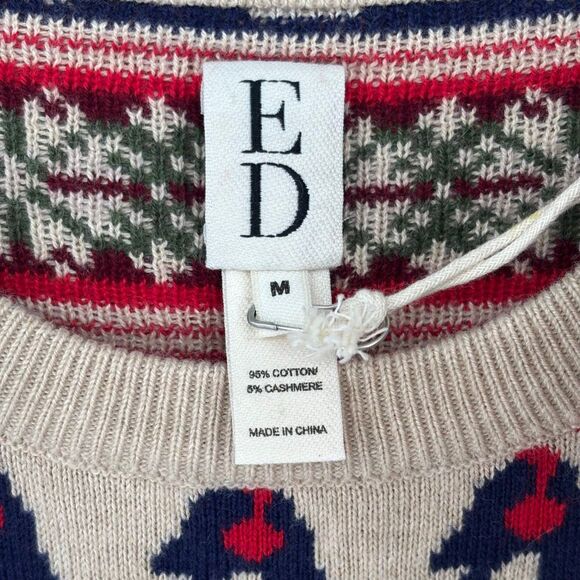 E
D
M
95% COTTON/
5% CASHMERE
MADE IN CHINA